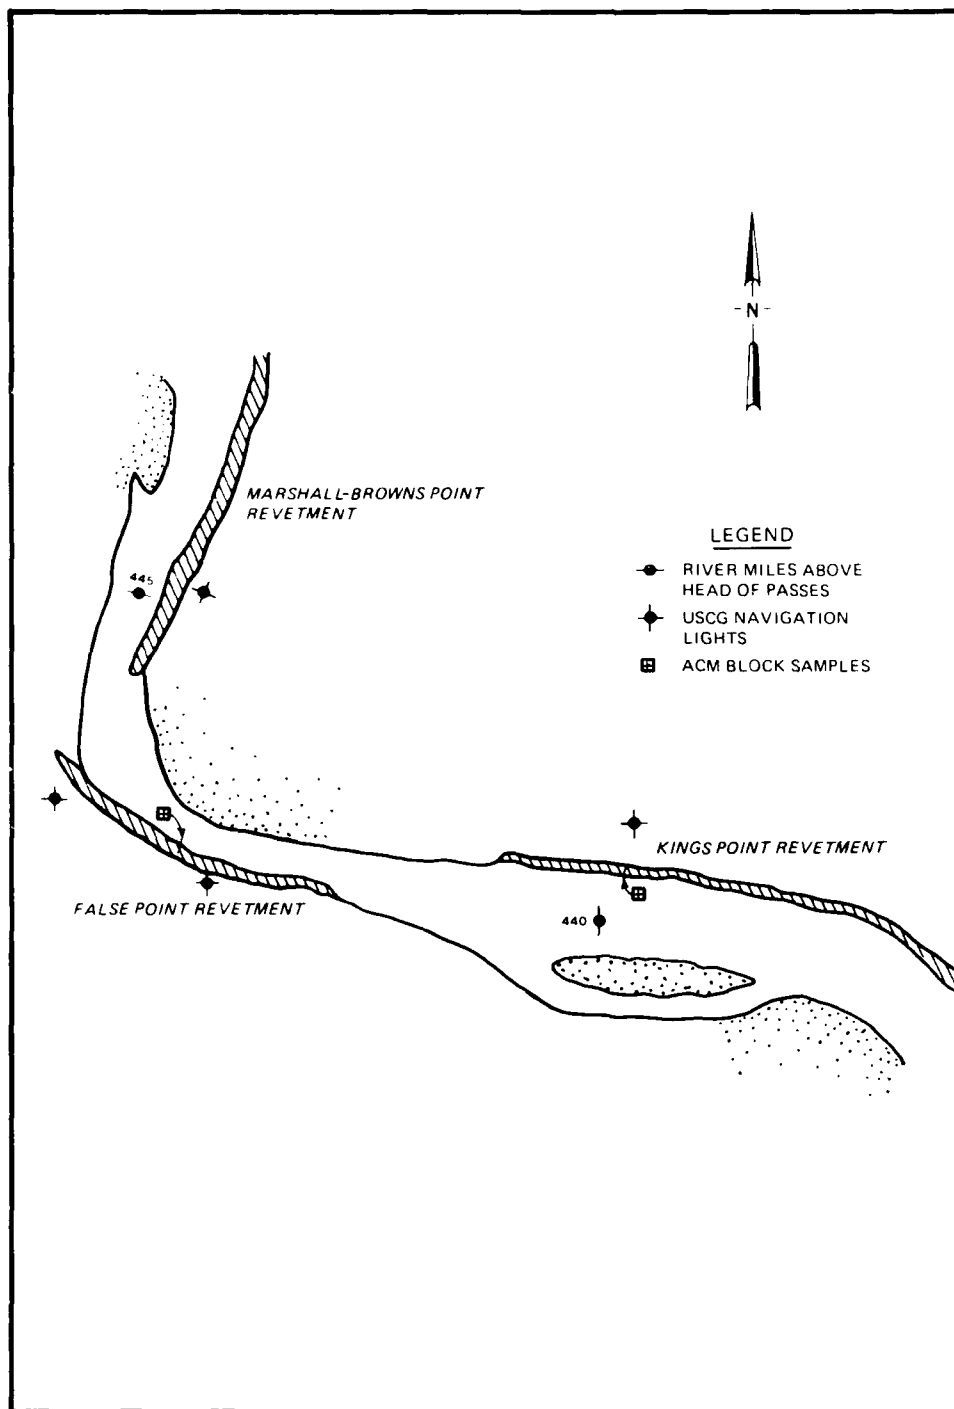 - N -
MARSHALL-BROWNS POINT
REVETMENT
LEGEND
445
RIVER MILES ABOVE
HEAD OF PASSES
USCG NAVIGATION
LIGHTS
ACM BLOCK SAMPLES
KINGS POINT REVETMENT
FALSE POINT REVETMENT
440